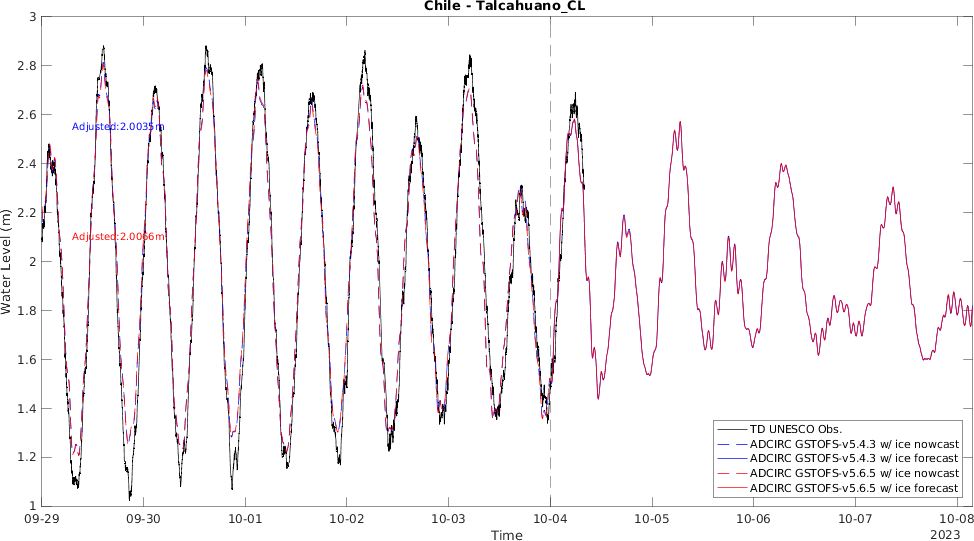 Chile - Talcahuano_CL
3
2.8
2.6
2.4
2.2
2
1.8
1.6
1.4
1.2
1
Water Level (m)
Adjusted:2.0035m
Adjusted:2.0066m
TD UNESCO Obs.
ADCIRC GSTOFS-v5.4.3 w/ ice nowcast
ADCIRC GSTOFS-v5.4.3 w/ ice forecast
ADCIRC GSTOFS-v5.6.5 w/ ice nowcast
ADCIRC GSTOFS-v5.6.5 w/ ice forecast
09-29 09-30 10-01 10-02 10-03 10-04 10-05 10-06 10-07 10-08
Time
2023